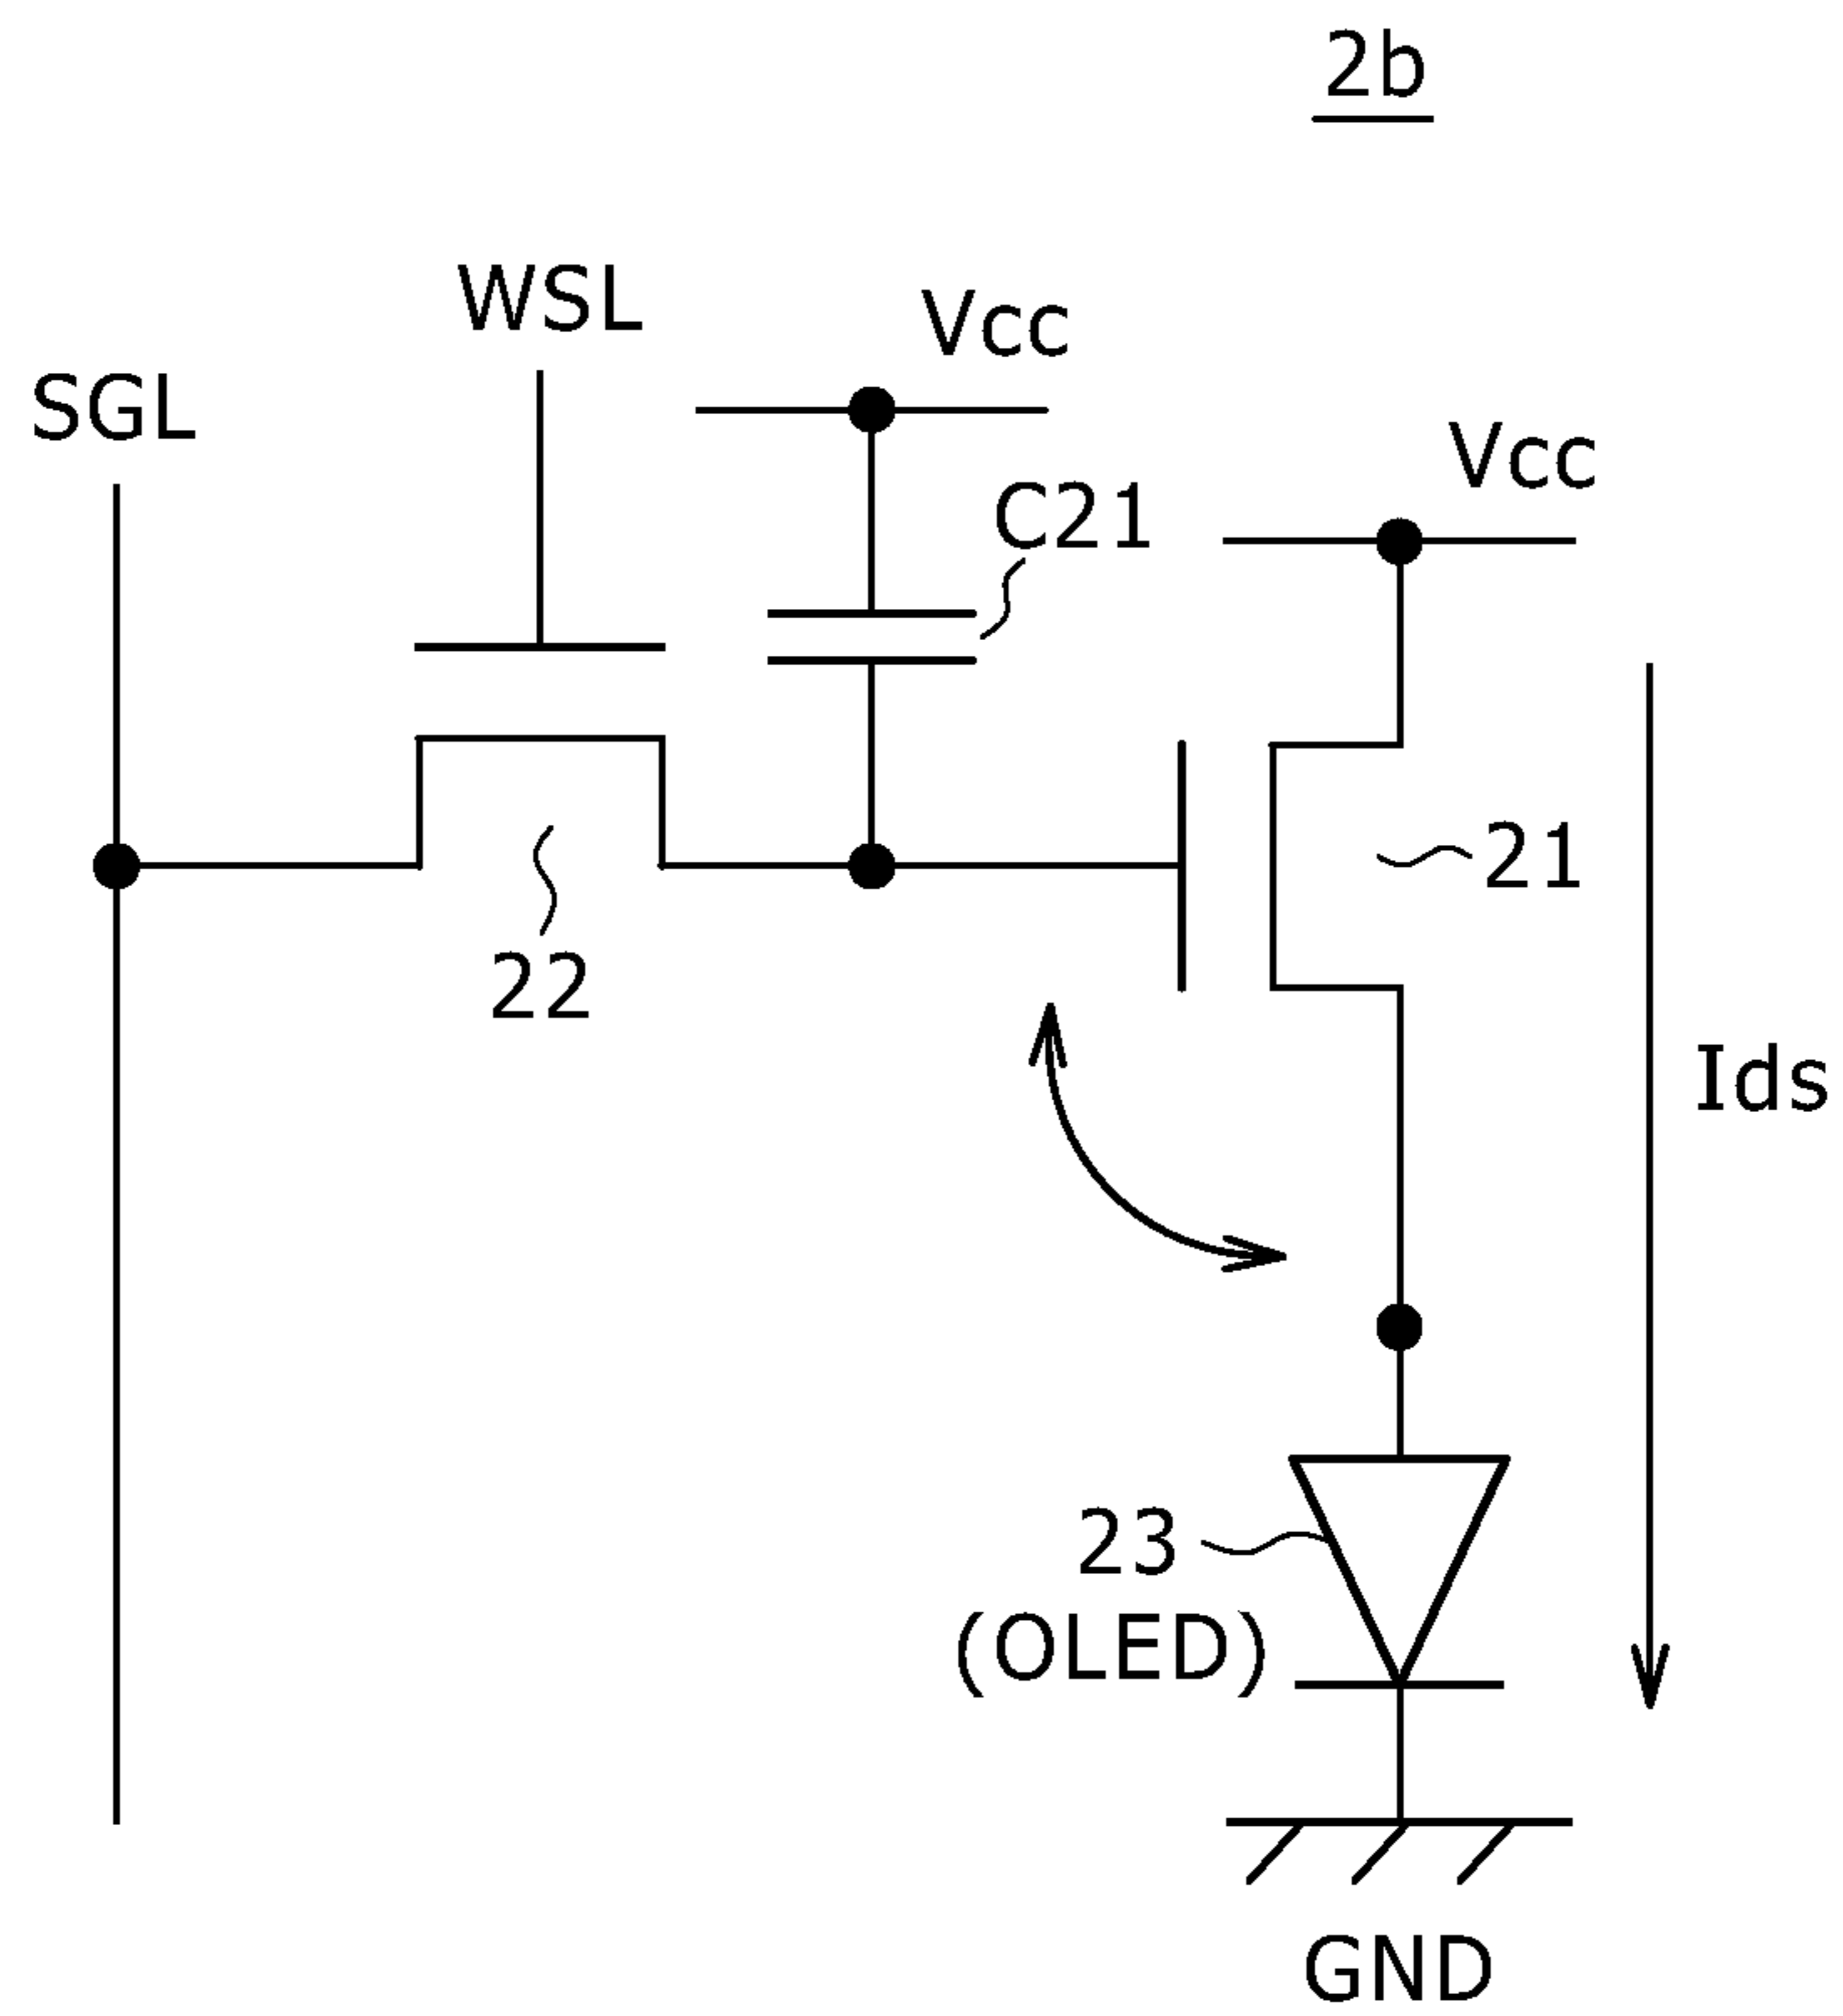 2b
WSL
Vcc
SGL
Vcc
C21
21
22
Ids
23
(OLED)
GND